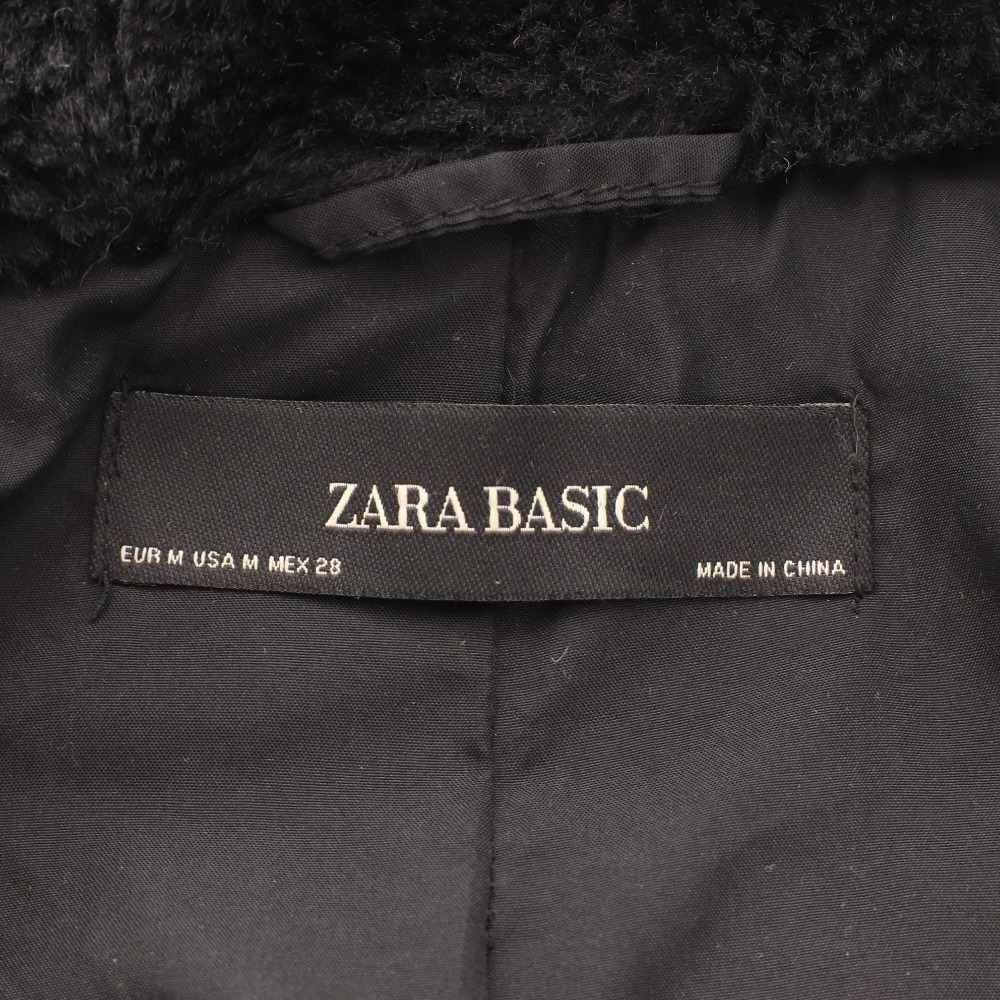 ZARA BASIC
EUR M USA M MEX 28
MADE IN CHINA